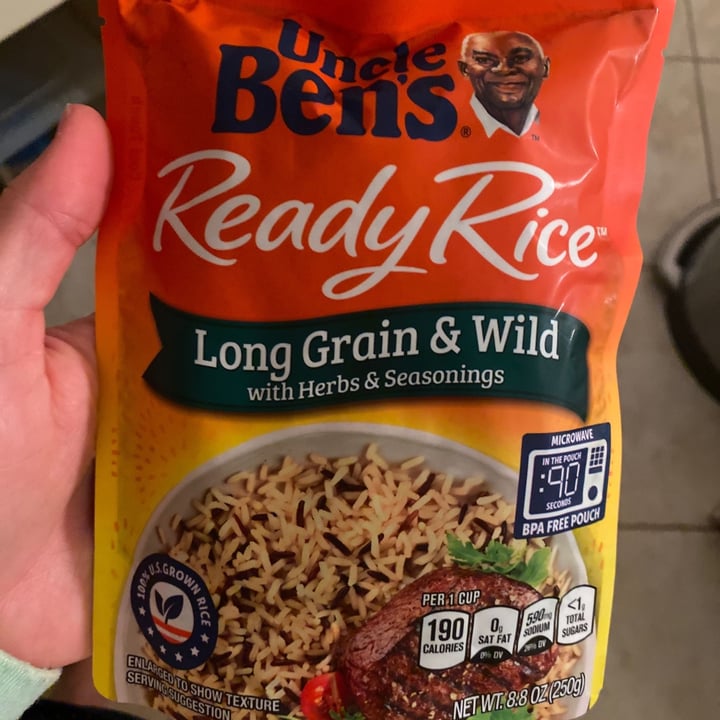 Uncle
Ben's®
™
Ready Rice™
Long Grain & Wild
with Herbs & Seasonings
MICROWAVE
IN THE POUCH
:90
SECONDS
BPA FREE POUCH
100% U.S. GROWN RICE
PER 1 CUP
190
CALORIES
0g
SAT FAT
0% DV
590mg
SODIUM
26% DV
<1g
TOTAL
SUGARS
ENLARGED TO SHOW TEXTURE
SERVING SUGGESTION
NET WT. 8.8 OZ (250g)